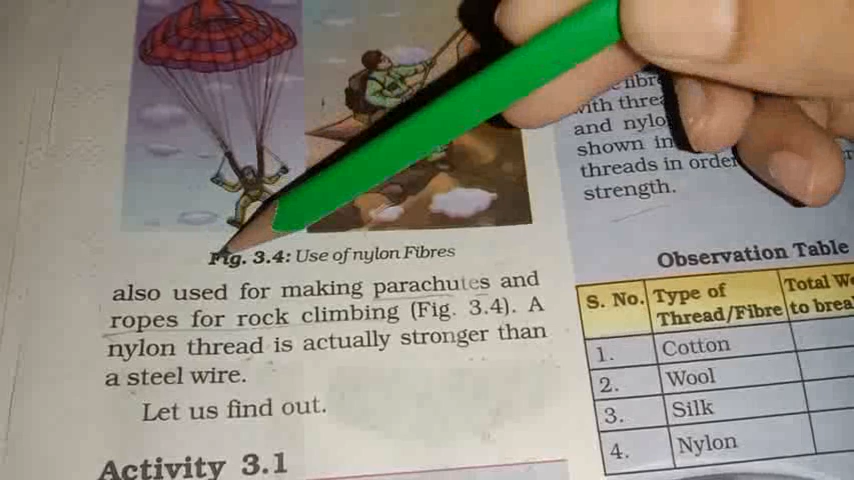 Fig. 3.4: Use of nylon Fibres
also used for making parachutes and
ropes for rock climbing (Fig. 3.4). A
nylon thread is actually stronger than
a steel wire.
Let us find out.
Activity 3.1
with
and nylo
shown in
threads in order
strength.
Observation Table
S. No. Type of Thread/Fibre Total
to
1. Cotton
2. Wool
3. Silk
4. Nylon